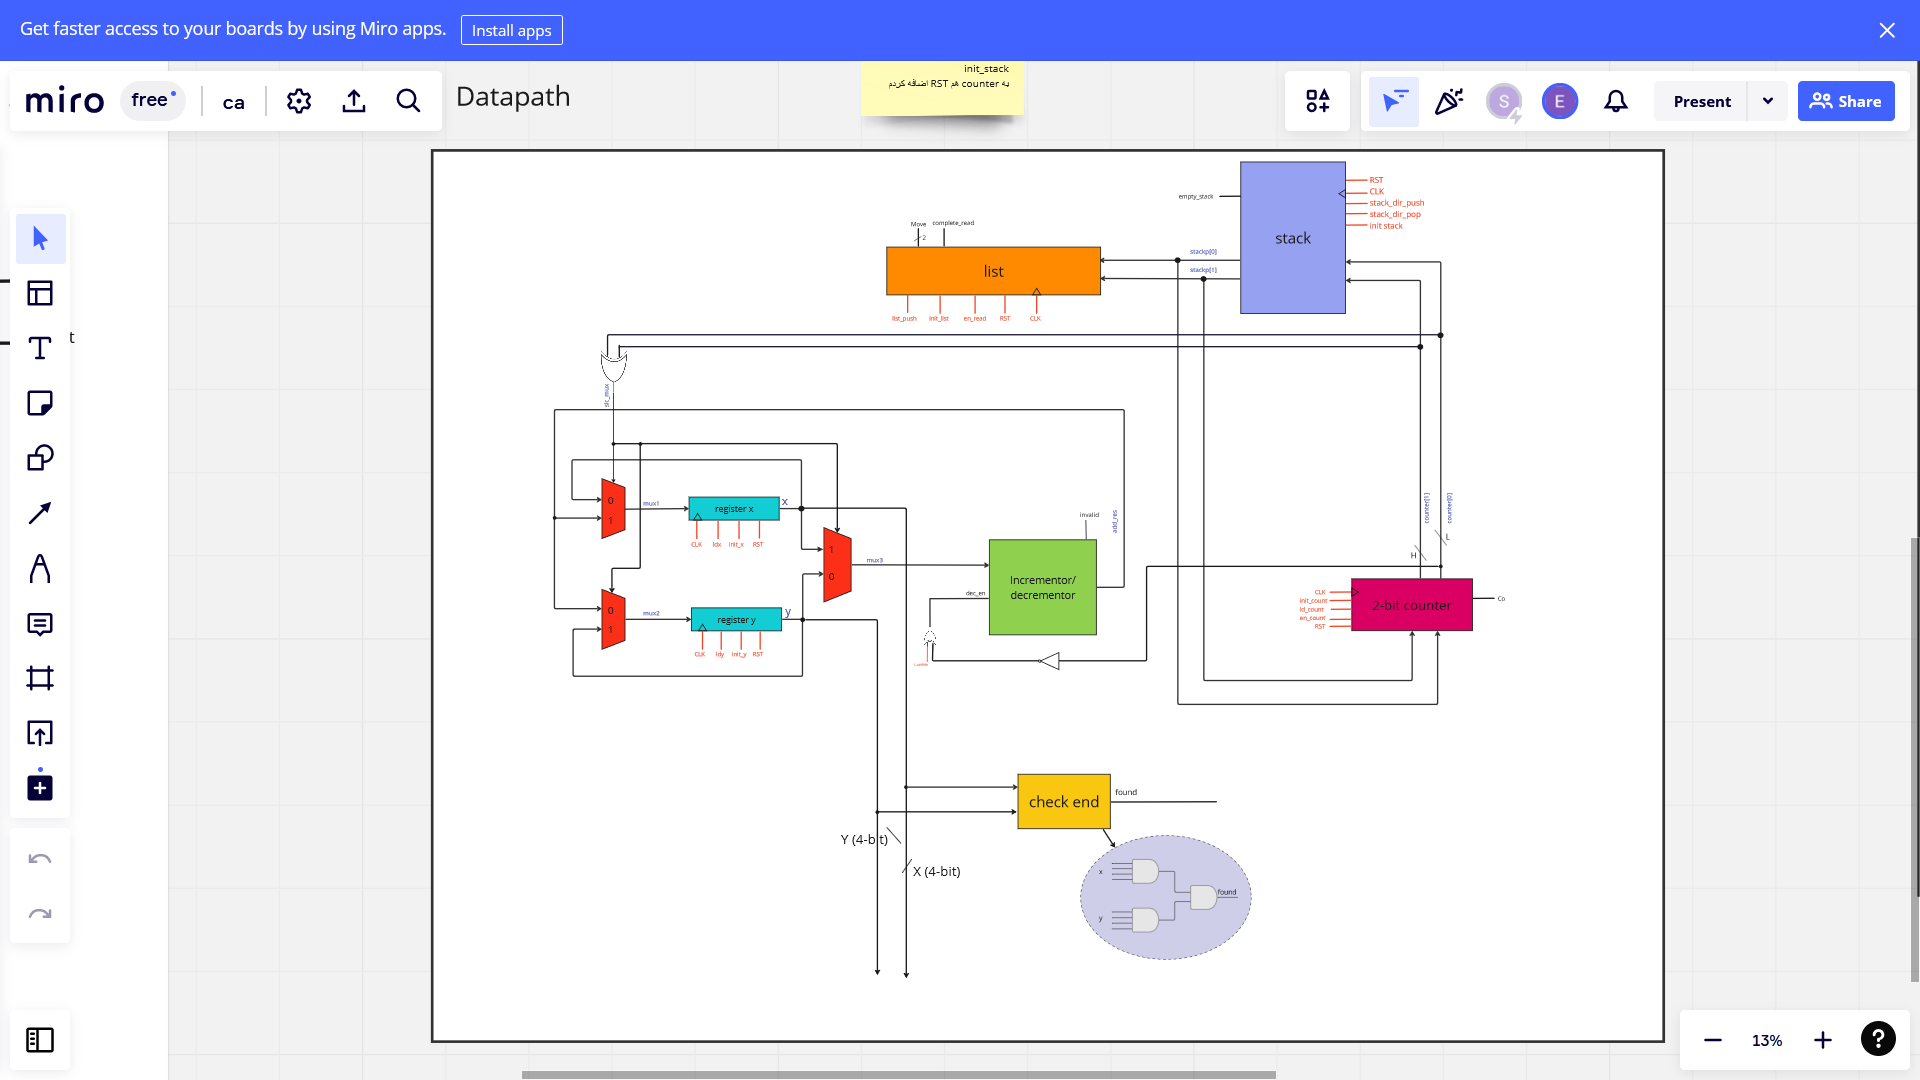 Get faster access to your boards by using Miro apps.
Install apps
miro
free
ca
Datapath
init_stack
به counter هم RST اضافه کردم
S
E
Present
Share
t
RST
CLK
stack_dir_push
stack_dir_pop
init stack
empty_stack
stack
Move
complete_read
2
list
stackp[0]
stackp[1]
list_push
init_list
en_read
RST
CLK
slc_mux
0
1
mux1
register x
x
CLK
ldx
init_x
RST
1
0
mux3
invalid
add_res
Incrementor/
decrementor
dec_en
counter[1]
counter[0]
L
H
CLK
init_count
ld_count
en_count
RST
2-bit counter
Co
0
1
mux2
register y
y
CLK
ldy
init_y
RST
check end
found
Y (4-bit)
X (4-bit)
x
y
found
13%